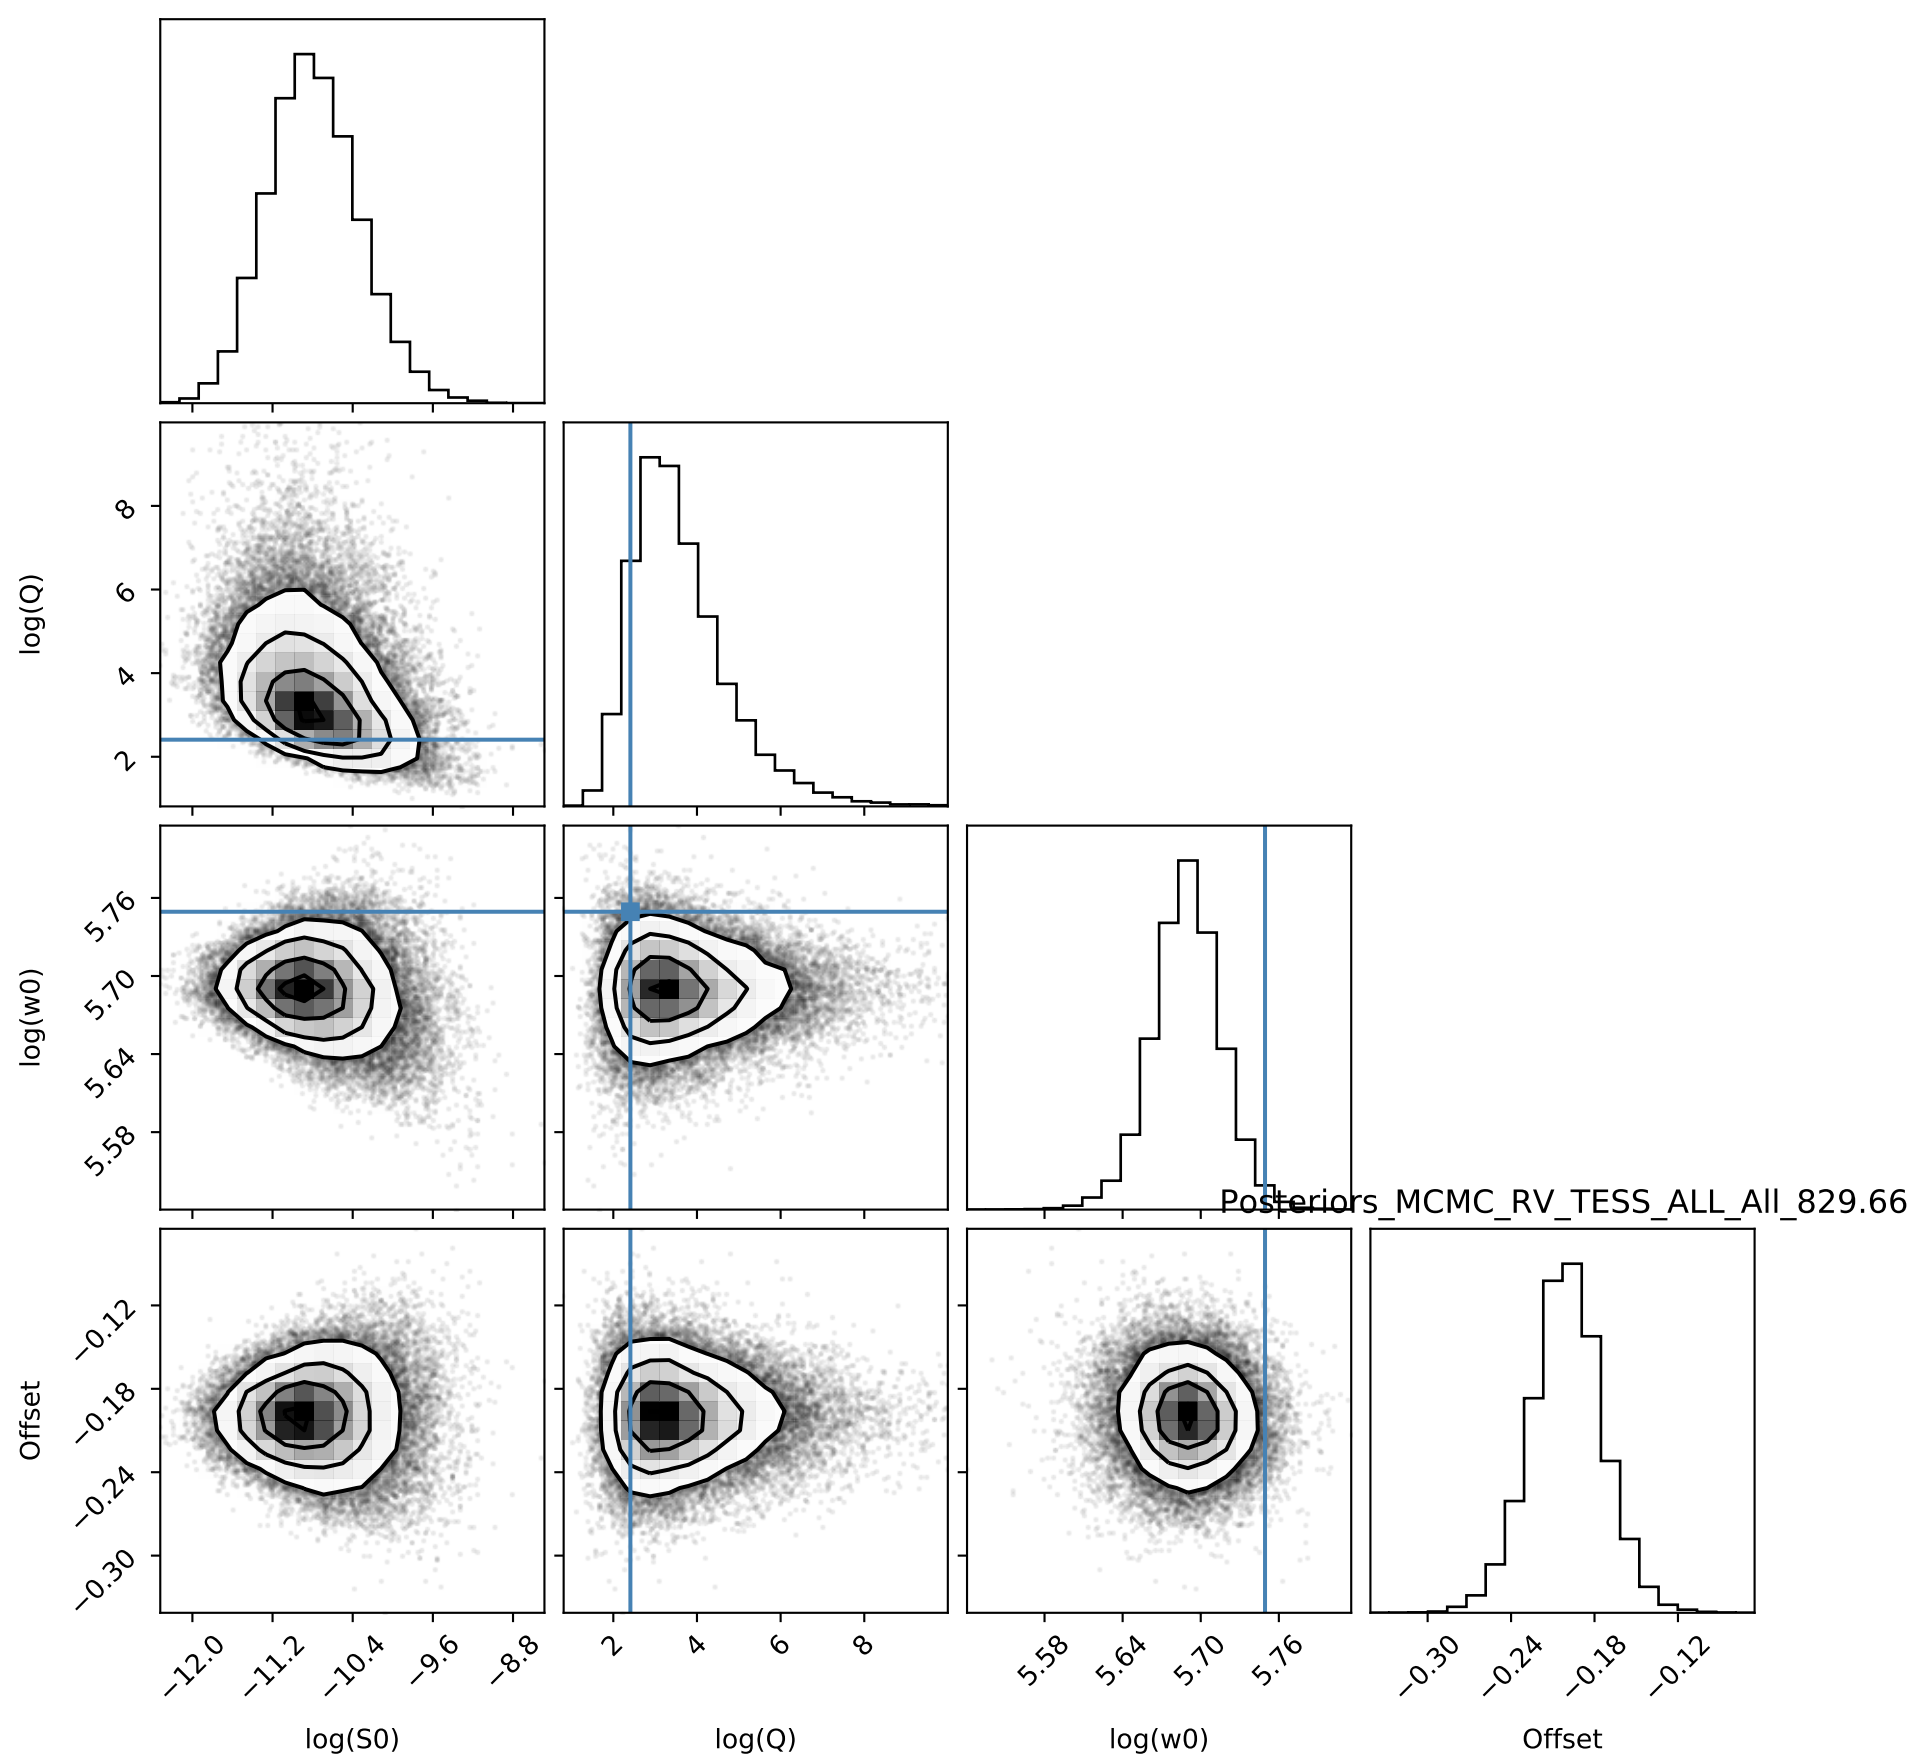 log(Q)
8
6
4
2
log(w0)
5.76
5.70
5.64
5.58
Posteriors_MCMC_RV_TESS_ALL_All_829.66
Offset
−0.12
−0.18
−0.24
−0.30
−12.0 −11.2 −10.4 −9.6 −8.8
2 4 6 8
5.58 5.64 5.70 5.76
−0.30 −0.24 −0.18 −0.12
log(S0) log(Q) log(w0) Offset